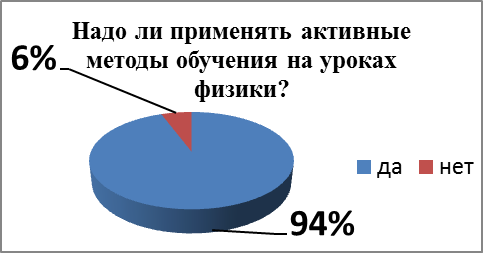 Надо ли применять активные
методы обучения на уроках
физики?
6%
да нет
94%